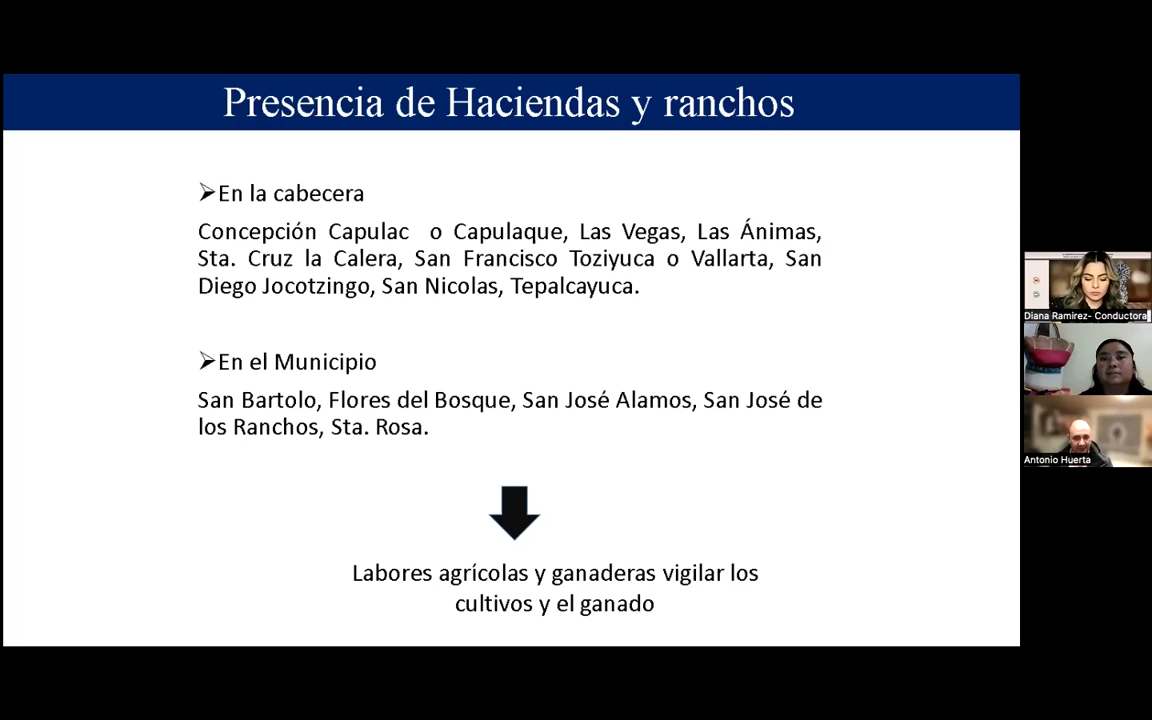 Presencia de Haciendas y ranchos
➢En la cabecera
Concepción Capulac o Capulaque, Las Vegas, Las Ánimas,
Sta. Cruz la Calera, San Francisco Toziyuca o Vallarta, San
Diego Jocotzingo, San Nicolas, Tepalcayuca.
➢En el Municipio
San Bartolo, Flores del Bosque, San José Alamos, San José de
los Ranchos, Sta. Rosa.
Labores agrícolas y ganaderas vigilar los
cultivos y el ganado
Diana Ramirez- Conductora
Antonio Huerta